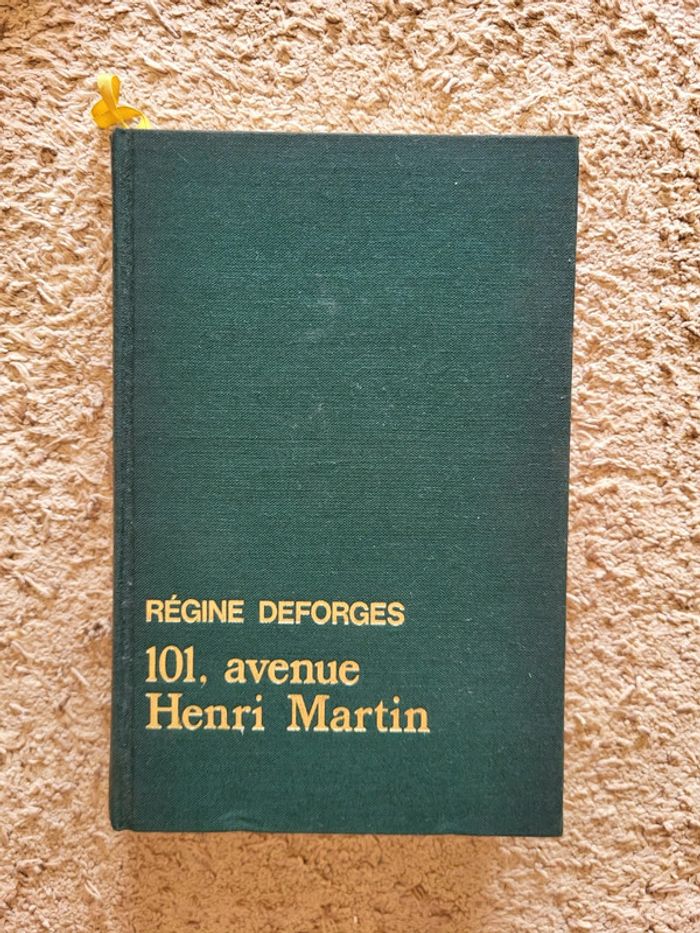 RÉGINE DEFORGES
101, avenue
Henri Martin